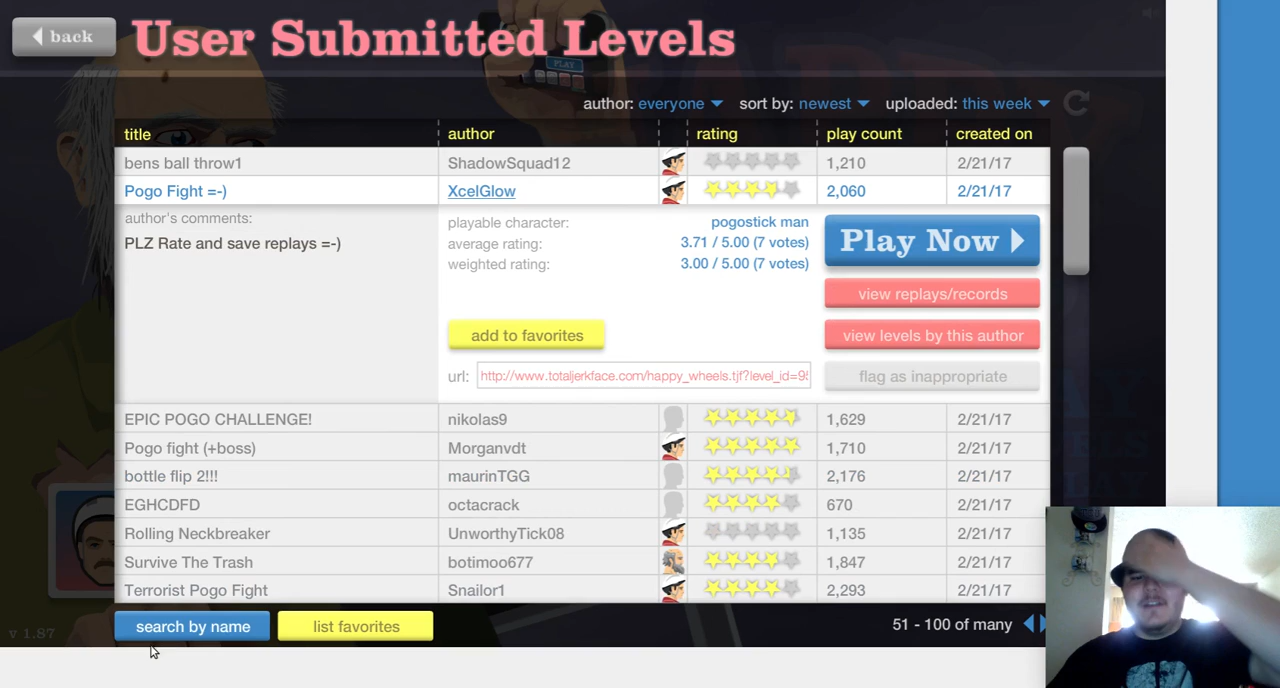 back
User Submitted Levels
PLAY
author: everyone sort by: newest uploaded: this week
title author rating play count created on
bens ball throw1 ShadowSquad12 1,210 2/21/17
Pogo Fight =-) XcelGlow 2,060 2/21/17
author's comments:
PLZ Rate and save replays =-)
playable character: pogostick man
average rating: 3.71 / 5.00 (7 votes)
weighted rating: 3.00 / 5.00 (7 votes)
Play Now
view replays/records
add to favorites
view levels by this author
url: http://www.totaljerkface.com/happy_wheels.tjf?level_id=9
flag as inappropriate
EPIC POGO CHALLENGE! nikolas9 1,629 2/21/17
Pogo fight (+boss) Morganvdt 1,710 2/21/17
bottle flip 2!!! maurinTGG 2,176 2/21/17
EGHCDFD octacrack 670 2/21/17
Rolling Neckbreaker UnworthyTick08 1,135 2/21/17
Survive The Trash botimoo677 1,847 2/21/17
Terrorist Pogo Fight Snailor1 2,293 2/21/17
search by name list favorites 51 - 100 of many
v 1.87